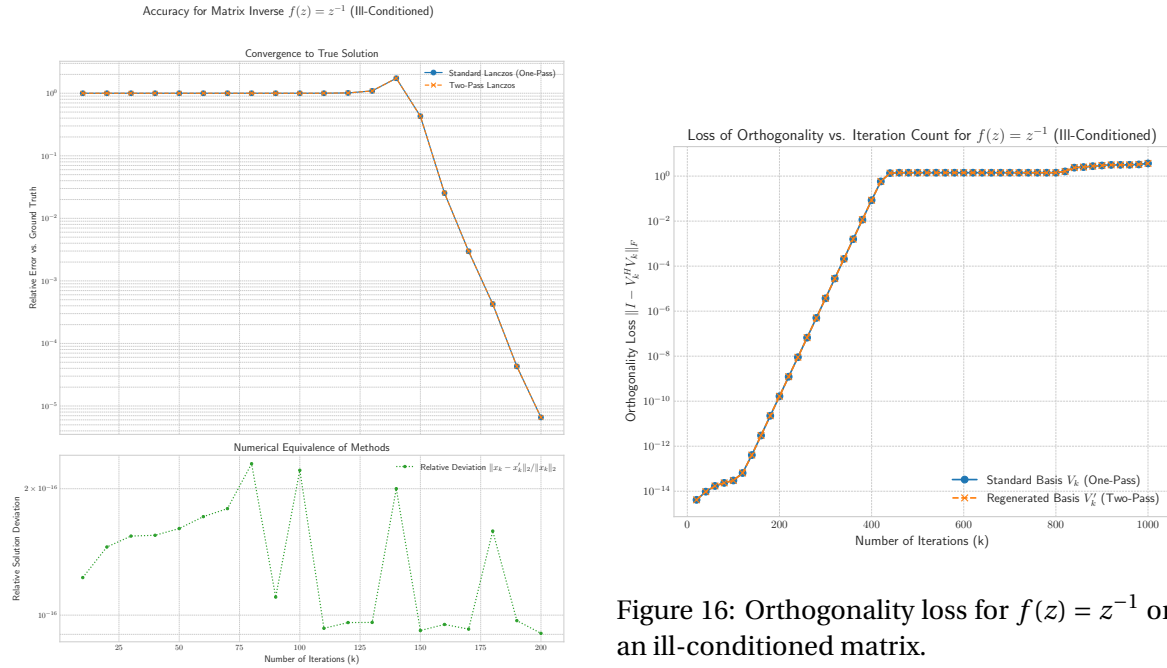 Accuracy for Matrix Inverse f(z) = z⁻¹ (Ill-Conditioned)
Convergence to True Solution
Standard Lanczos (One-Pass)
Two-Pass Lanczos
10⁰
10⁻¹
10⁻²
10⁻³
10⁻⁴
10⁻⁵
Relative Error vs. Ground Truth
Numerical Equivalence of Methods
Relative Deviation ‖x_k − x′_k‖₂/‖x_k‖₂
2 × 10⁻¹⁶
10⁻¹⁶
Relative Solution Deviation
25 50 75 100 125 150 175 200
Number of Iterations (k)
Loss of Orthogonality vs. Iteration Count for f(z) = z⁻¹ (Ill-Conditioned)
10⁰
10⁻²
10⁻⁴
10⁻⁶
10⁻⁸
10⁻¹⁰
10⁻¹²
10⁻¹⁴
Orthogonality Loss ‖I − V_k^H V_k‖_F
Standard Basis V_k (One-Pass)
Regenerated Basis V′_k (Two-Pass)
0 200 400 600 800 1000
Number of Iterations (k)
Figure 16: Orthogonality loss for f(z) = z⁻¹ on
an ill-conditioned matrix.